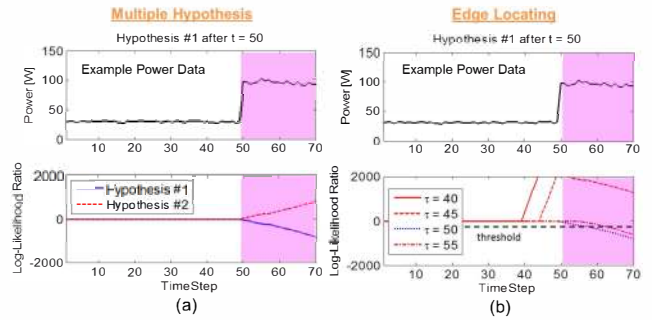 Multiple Hypothesis
Hypothesis #1 after t = 50
Power [W]
150
100
50
0
Example Power Data
10 20 30 40 50 60 70
Log-Likelihood Ratio
2000
0
-2000
Hypothesis #1
Hypothesis #2
10 20 30 40 50 60 70
TimeStep
(a)
Edge Locating
Hypothesis #1 after t = 50
Power [W]
150
100
50
0
Example Power Data
10 20 30 40 50 60 70
Log-Likelihood Ratio
2000
0
-2000
τ = 40
τ = 45
τ = 50
τ = 55
threshold
10 20 30 40 50 60 70
TimeStep
(b)